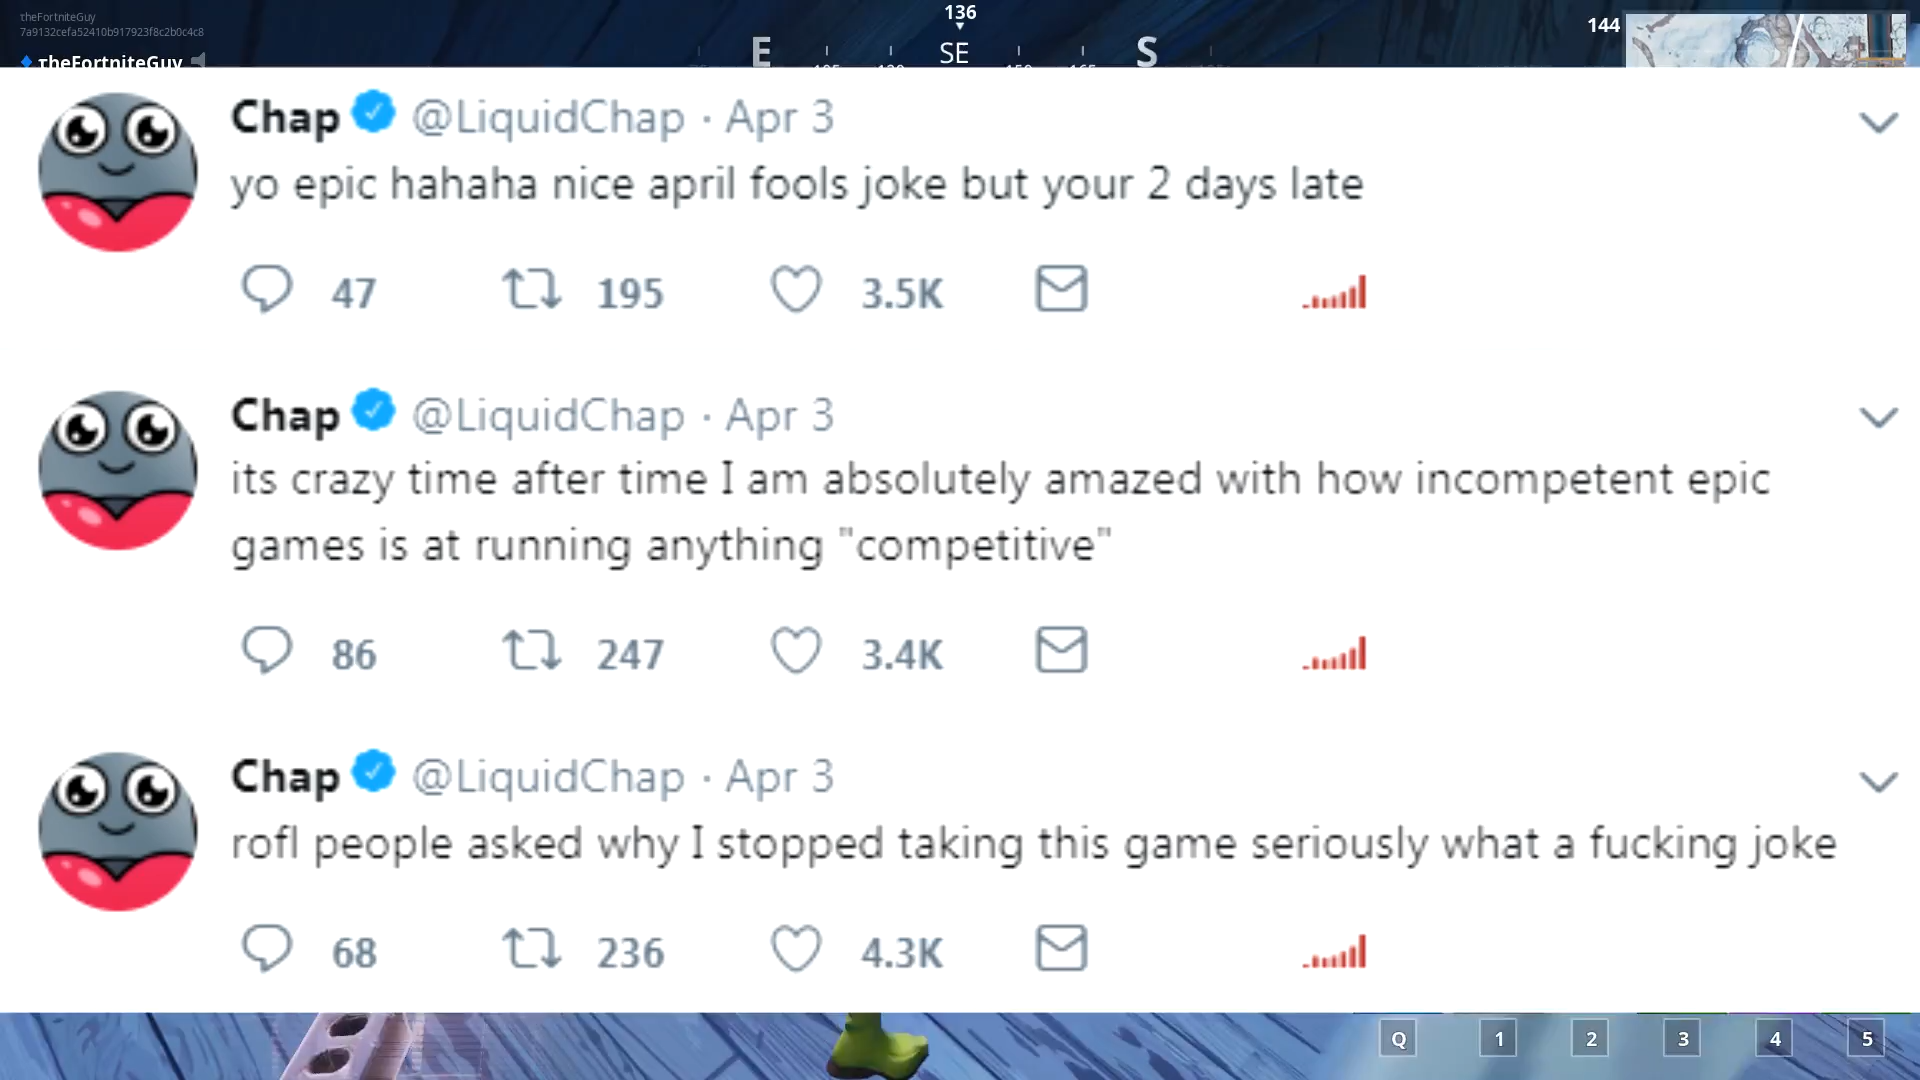 theFortniteGuy
7a9132cefa52410b917923f8c2b0c4c8
τheFortniteGuy
136
E SE S
144
Chap @LiquidChap · Apr 3
yo epic hahaha nice april fools joke but your 2 days late
47 195 3.5K
Chap @LiquidChap · Apr 3
its crazy time after time I am absolutely amazed with how incompetent epic
games is at running anything "competitive"
86 247 3.4K
Chap @LiquidChap · Apr 3
rofl people asked why I stopped taking this game seriously what a fucking joke
68 236 4.3K
Q 1 2 3 4 5